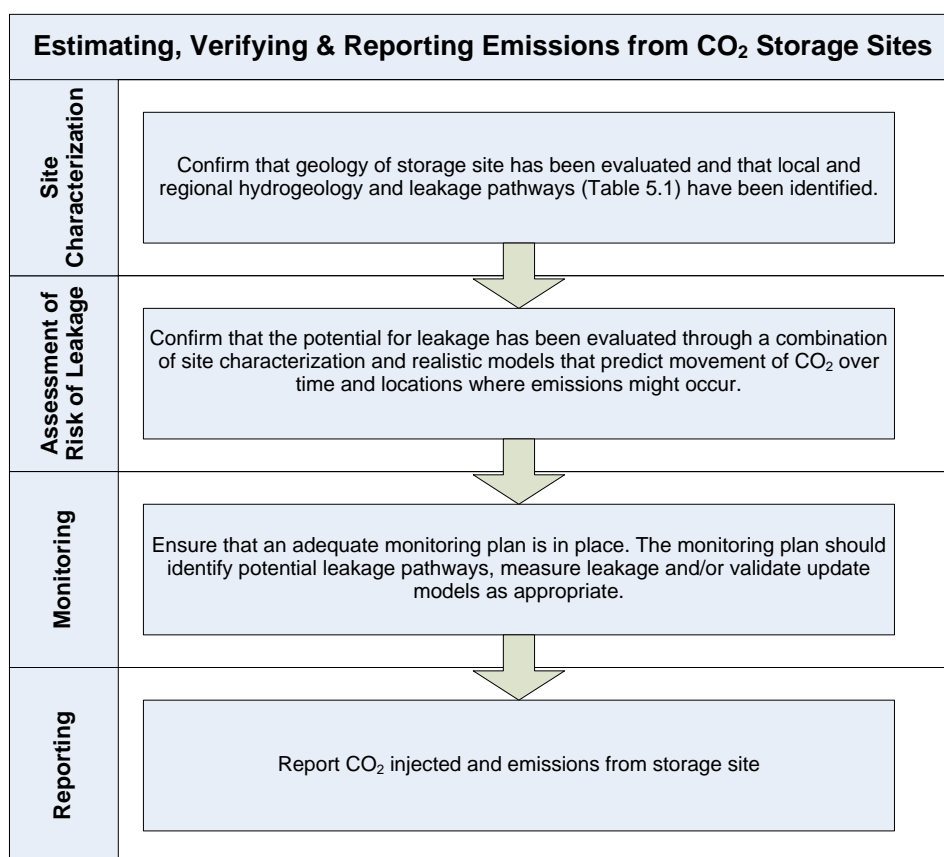 Estimating, Verifying & Reporting Emissions from CO₂ Storage Sites
Site
Characterization
Confirm that geology of storage site has been evaluated and that local and
regional hydrogeology and leakage pathways (Table 5.1) have been identified.
Assessment of
Risk of Leakage
Confirm that the potential for leakage has been evaluated through a combination
of site characterization and realistic models that predict movement of CO₂ over
time and locations where emissions might occur.
Monitoring
Ensure that an adequate monitoring plan is in place. The monitoring plan should
identify potential leakage pathways, measure leakage and/or validate update
models as appropriate.
Reporting
Report CO₂ injected and emissions from storage site